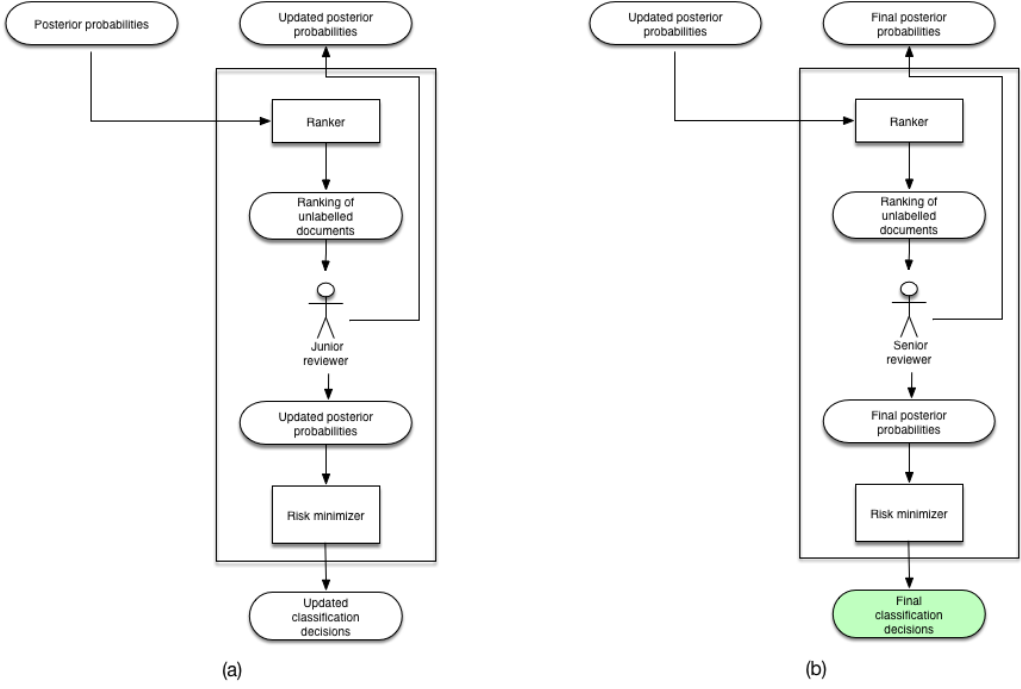 Posterior probabilities
Updated posterior
probabilities
Ranker
Ranking of
unlabelled
documents
Junior
reviewer
Updated posterior
probabilities
Risk minimizer
Updated
classification
decisions
(a)
Updated posterior
probabilities
Final posterior
probabilities
Ranker
Ranking of
unlabelled
documents
Senior
reviewer
Final posterior
probabilities
Risk minimizer
Final
classification
decisions
(b)